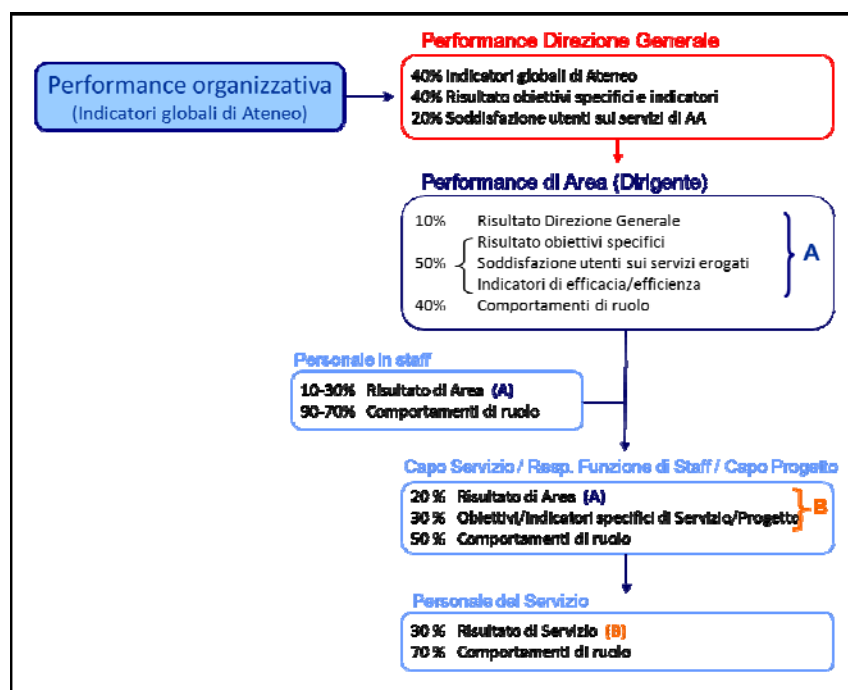 Performance Direzione Generale
Performance organizzativa
(Indicatori globali di Ateneo)
40% Indicatori globali di Ateneo
40% Risultato obiettivi specifici e indicatori
20% Soddisfazione utenti sui servizi di AA
Performance di Area (Dirigente)
10% Risultato Direzione Generale
Risultato obiettivi specifici
50% Soddisfazione utenti sui servizi erogati
Indicatori di efficacia/efficienza
40% Comportamenti di ruolo
A
Personale in staff
10-30% Risultato di Area (A)
90-70% Comportamenti di ruolo
Capo Servizio / Resp. Funzione di Staff / Capo Progetto
20 % Risultato di Area (A)
30 % Obiettivi/Indicatori specifici di Servizio/Progetto
50 % Comportamenti di ruolo
B
Personale del Servizio
30 % Risultato di Servizio (B)
70 % Comportamenti di ruolo